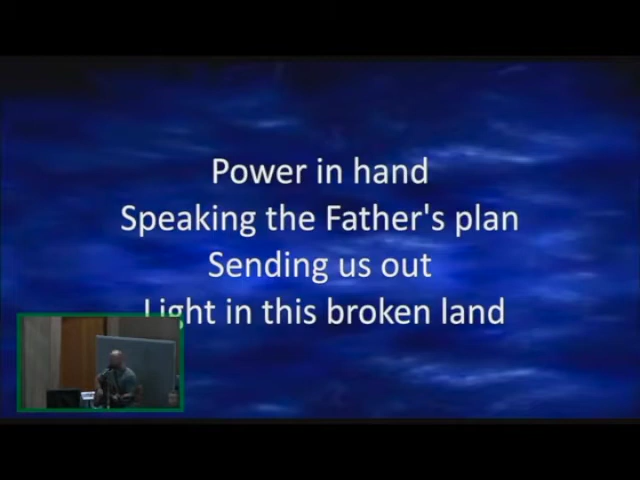 Power in hand
Speaking the Father's plan
Sending us out
Light in this broken land